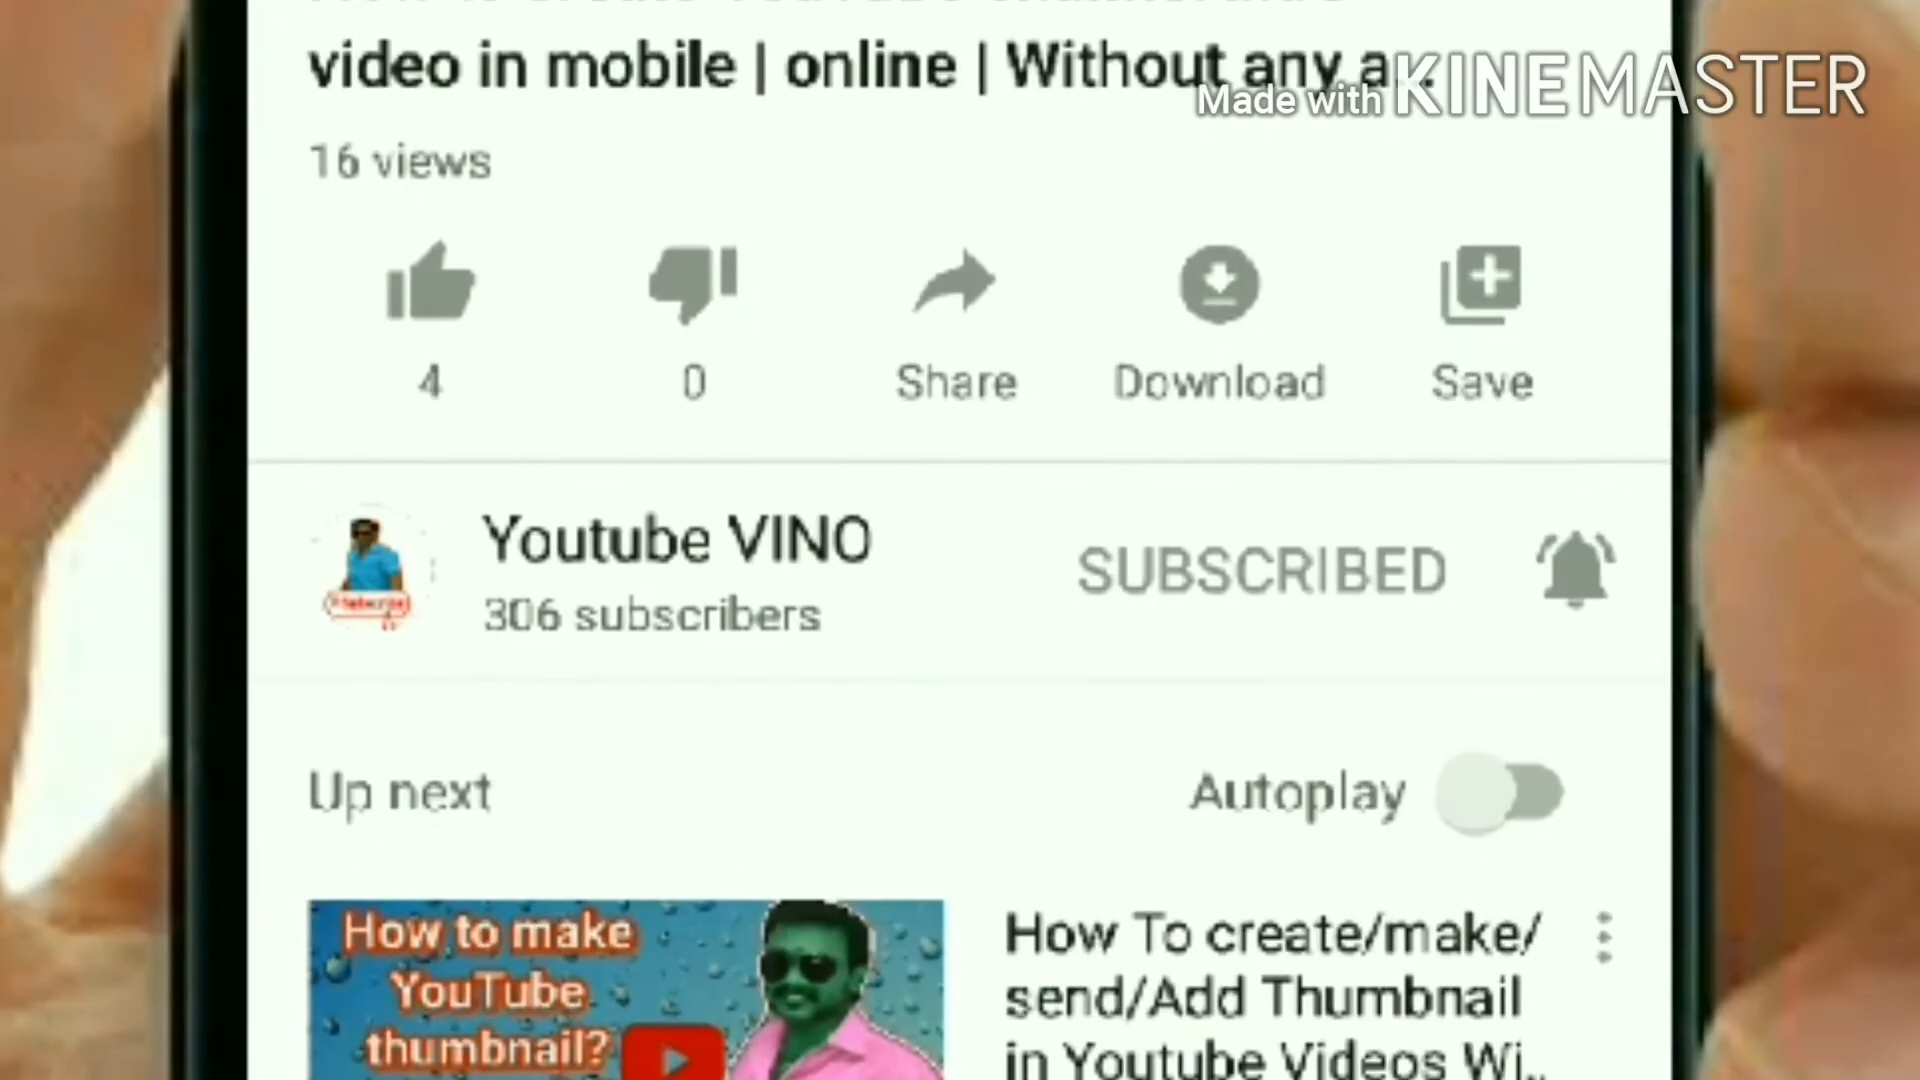 video in mobile | online | Without any a...
Made with KINEMASTER
16 views
4
0
Share
Download
Save
Youtube VINO
306 subscribers
SUBSCRIBED
Up next
Autoplay
How to make
YouTube
thumbnail?
How To create/make/
send/Add Thumbnail
in Youtube Videos Wi...